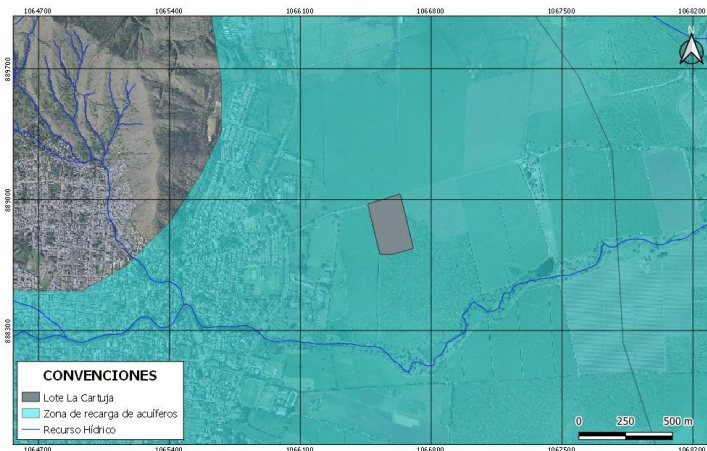 1064700 1065400 1066100 1066800 1067500 1068200
N
889700
889000
888300
CONVENCIONES
Lote La Cartuja
Zona de recarga de acuíferos
Recurso Hídrico
0 250 500 m
1064700 1065400 1066100 1066800 1067500 1068200